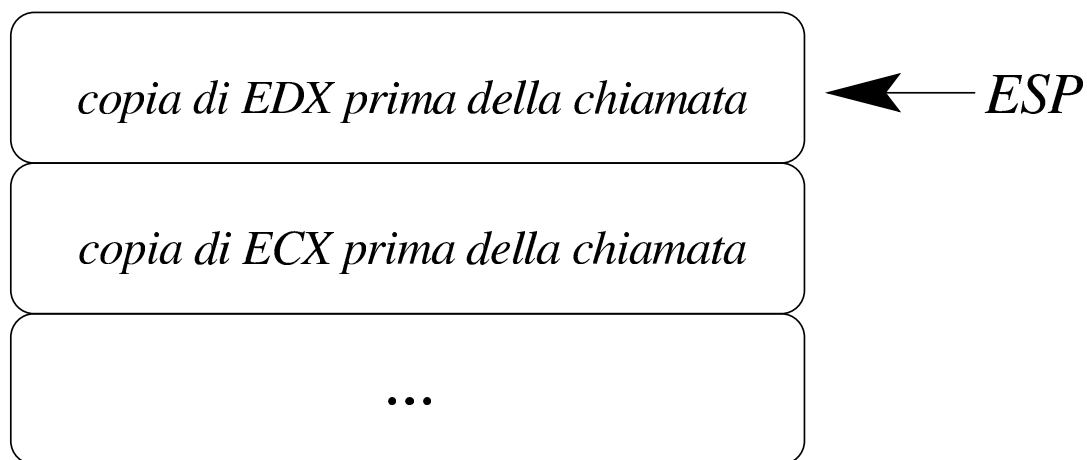 copia di EDX prima della chiamata
ESP
copia di ECX prima della chiamata
...